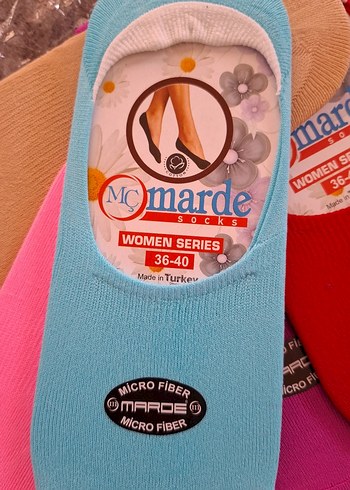 MÇ marde
socks
WOMEN SERIES
36-40
Made in Turkey
MİCRO FİBER
m MARDE m
MİCRO FİBER
marde
WOMEN
36-4